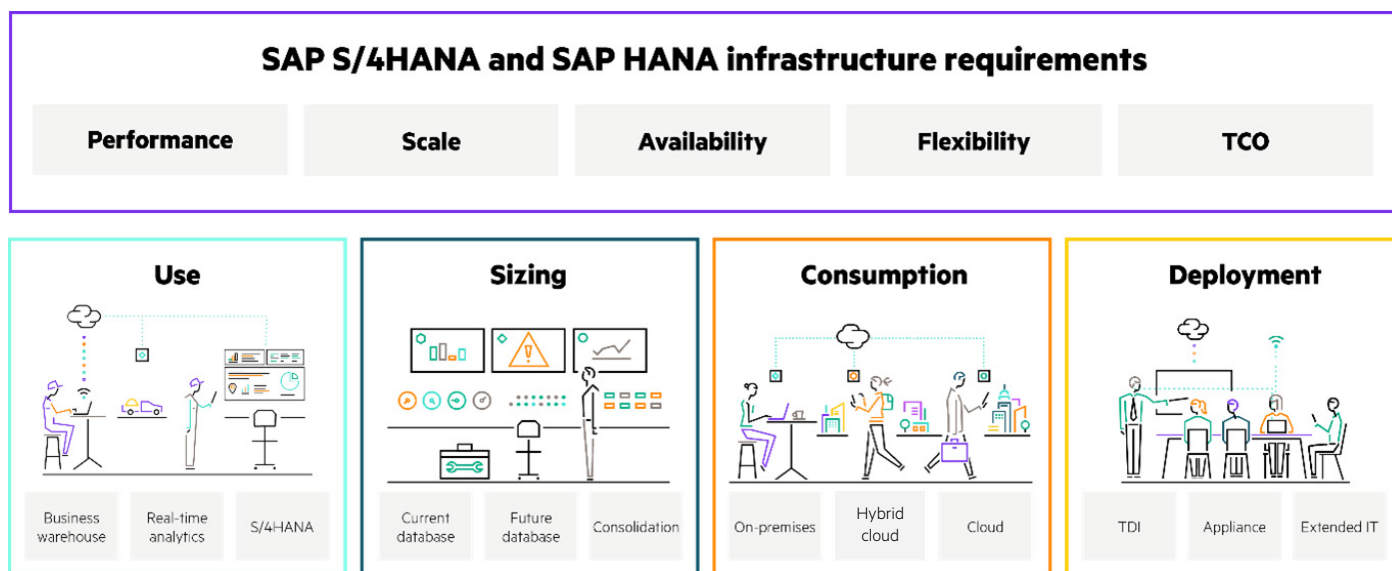 SAP S/4HANA and SAP HANA infrastructure requirements
Performance
Scale
Availability
Flexibility
TCO
Use
Business
warehouse
Real-time
analytics
S/4HANA
Sizing
Current
database
Future
database
Consolidation
Consumption
On-premises
Hybrid
cloud
Cloud
Deployment
TDI
Appliance
Extended IT